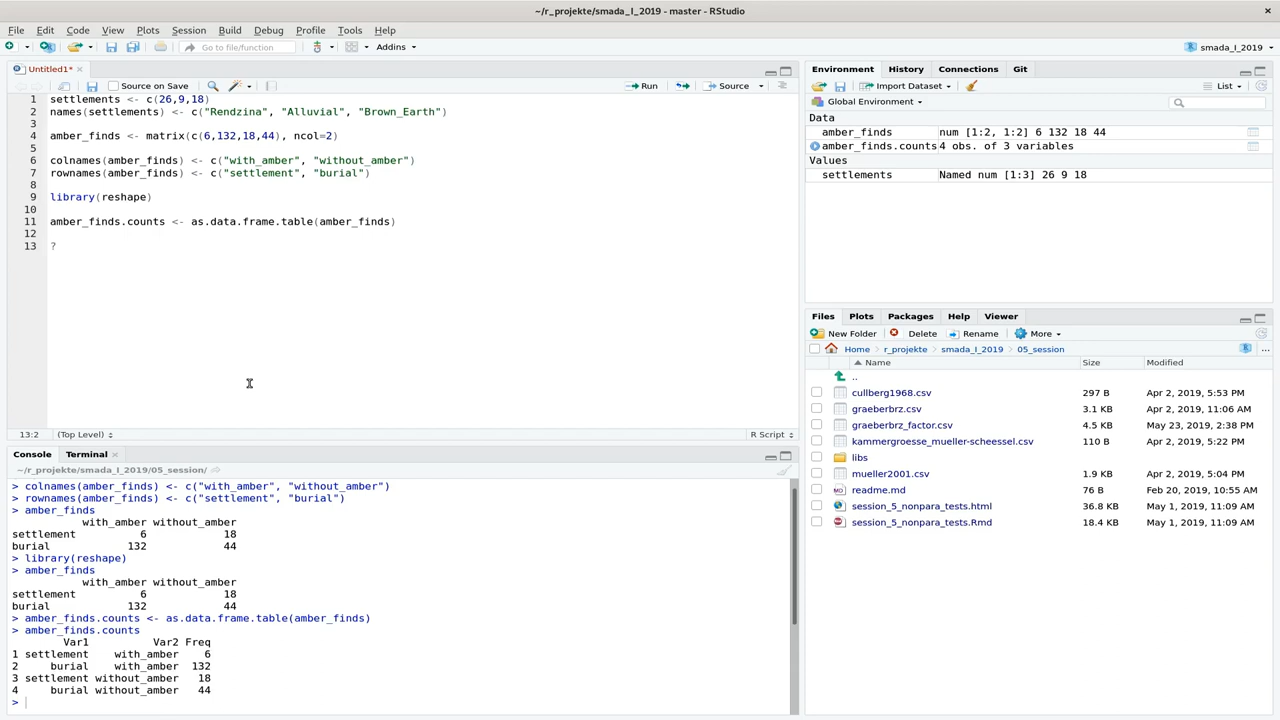 ~/r_projekte/smada_I_2019 - master - RStudio
File Edit Code View Plots Session Build Debug Profile Tools Help
Go to file/function Addins smada_I_2019
Untitled1*
Source on Save Run Source
1 settlements <- c(26,9,18)
2 names(settlements) <- c("Rendzina", "Alluvial", "Brown_Earth")
3
4 amber_finds <- matrix(c(6,132,18,44), ncol=2)
5
6 colnames(amber_finds) <- c("with_amber", "without_amber")
7 rownames(amber_finds) <- c("settlement", "burial")
8
9 library(reshape)
10
11 amber_finds.counts <- as.data.frame.table(amber_finds)
12
13 ?
13:2 (Top Level) R Script
Console Terminal
~/r_projekte/smada_I_2019/05_session/
> colnames(amber_finds) <- c("with_amber", "without_amber")
> rownames(amber_finds) <- c("settlement", "burial")
> amber_finds
with_amber without_amber
settlement 6 18
burial 132 44
> library(reshape)
> amber_finds
with_amber without_amber
settlement 6 18
burial 132 44
> amber_finds.counts <- as.data.frame.table(amber_finds)
> amber_finds.counts
Var1 Var2 Freq
1 settlement with_amber 6
2 burial with_amber 132
3 settlement without_amber 18
4 burial without_amber 44
>
Environment History Connections Git
Import Dataset List
Global Environment
Data
amber_finds num [1:2, 1:2] 6 132 18 44
amber_finds.counts 4 obs. of 3 variables
Values
settlements Named num [1:3] 26 9 18
Files Plots Packages Help Viewer
New Folder Delete Rename More
Home r_projekte smada_I_2019 05_session
Name Size Modified
..
cullberg1968.csv 297 B Apr 2, 2019, 5:53 PM
graeberbrz.csv 3.1 KB Apr 2, 2019, 11:06 AM
graeberbrz_factor.csv 4.5 KB May 23, 2019, 2:38 PM
kammergroesse_mueller-scheessel.csv 110 B Apr 2, 2019, 5:22 PM
libs
mueller2001.csv 1.9 KB Apr 2, 2019, 5:04 PM
readme.md 76 B Feb 20, 2019, 10:55 AM
session_5_nonpara_tests.html 36.8 KB May 1, 2019, 11:09 AM
session_5_nonpara_tests.Rmd 18.4 KB May 1, 2019, 11:09 AM